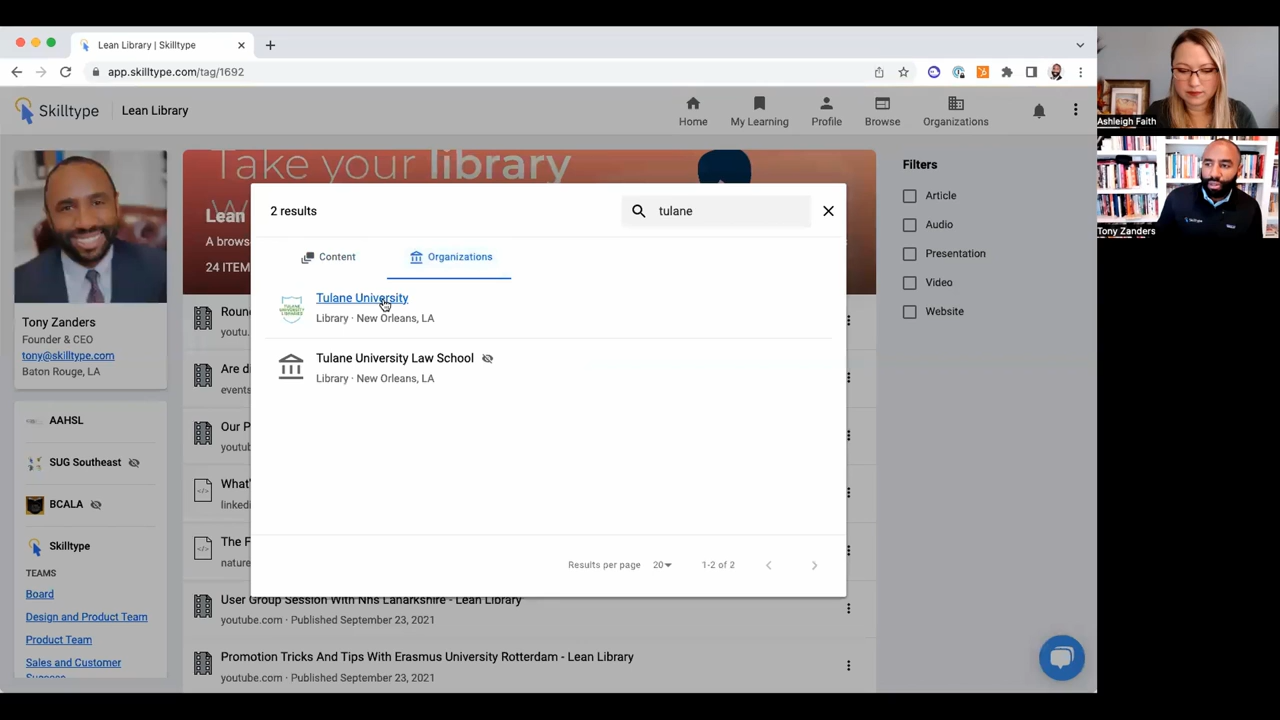 Lean Library | Skilltype
app.skilltype.com/tag/1692
Skilltype
Lean Library
Home
My Learning
Profile
Browse
Organizations
Take your library
Lean
A brows
24 ITEM
Tony Zanders
Founder & CEO
tony@skilltype.com
Baton Rouge, LA
AAHSL
SUG Southeast
BCALA
Skilltype
TEAMS
Board
Design and Product Team
Product Team
Sales and Customer
Success
2 results
tulane
Content
Organizations
Tulane University
Library · New Orleans, LA
Tulane University Law School
Library · New Orleans, LA
Results per page 20 1-2 of 2
Roun
youtu.
Are di
events
Our P
youtub
What'
linkedi
The F
nature
User Group Session With Nhs Lanarkshire - Lean Library
youtube.com · Published September 23, 2021
Promotion Tricks And Tips With Erasmus University Rotterdam - Lean Library
youtube.com · Published September 23, 2021
Filters
Article
Audio
Presentation
Video
Website
Ashleigh Faith
Tony Zanders